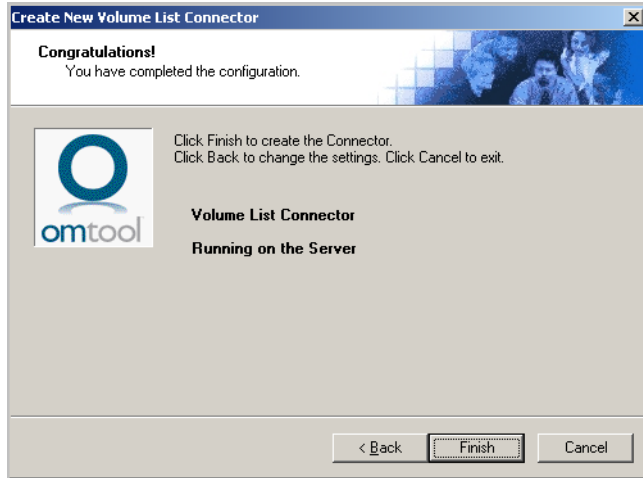 Create New Volume List Connector
Congratulations!
You have completed the configuration.
Click Finish to create the Connector.
Click Back to change the settings. Click Cancel to exit.
omtool
Volume List Connector
Running on the Server
< Back
Finish
Cancel